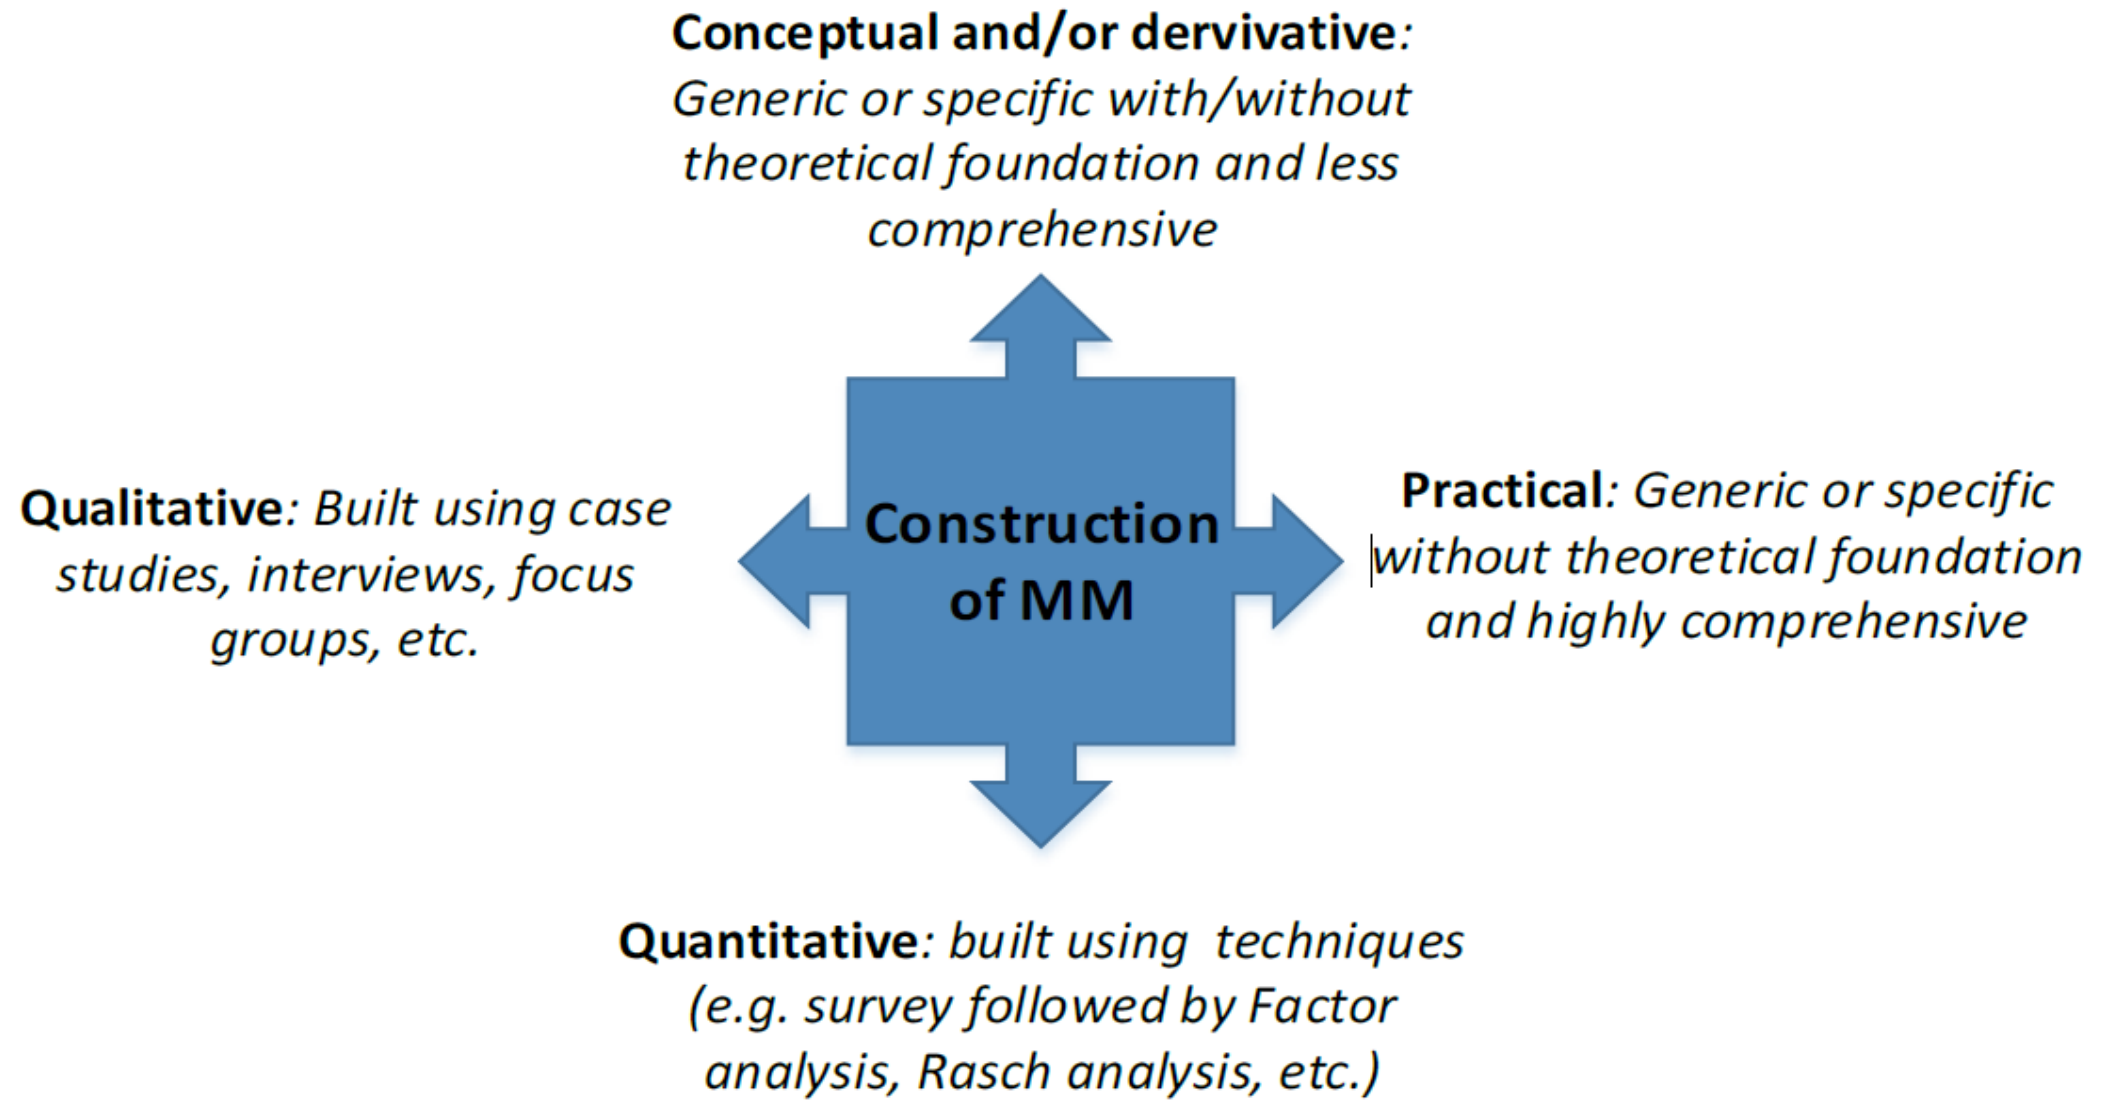 Conceptual and/or dervivative:
Generic or specific with/without
theoretical foundation and less
comprehensive
Qualitative: Built using case
studies, interviews, focus
groups, etc.
Construction
of MM
Practical: Generic or specific
without theoretical foundation
and highly comprehensive
Quantitative: built using techniques
(e.g. survey followed by Factor
analysis, Rasch analysis, etc.)